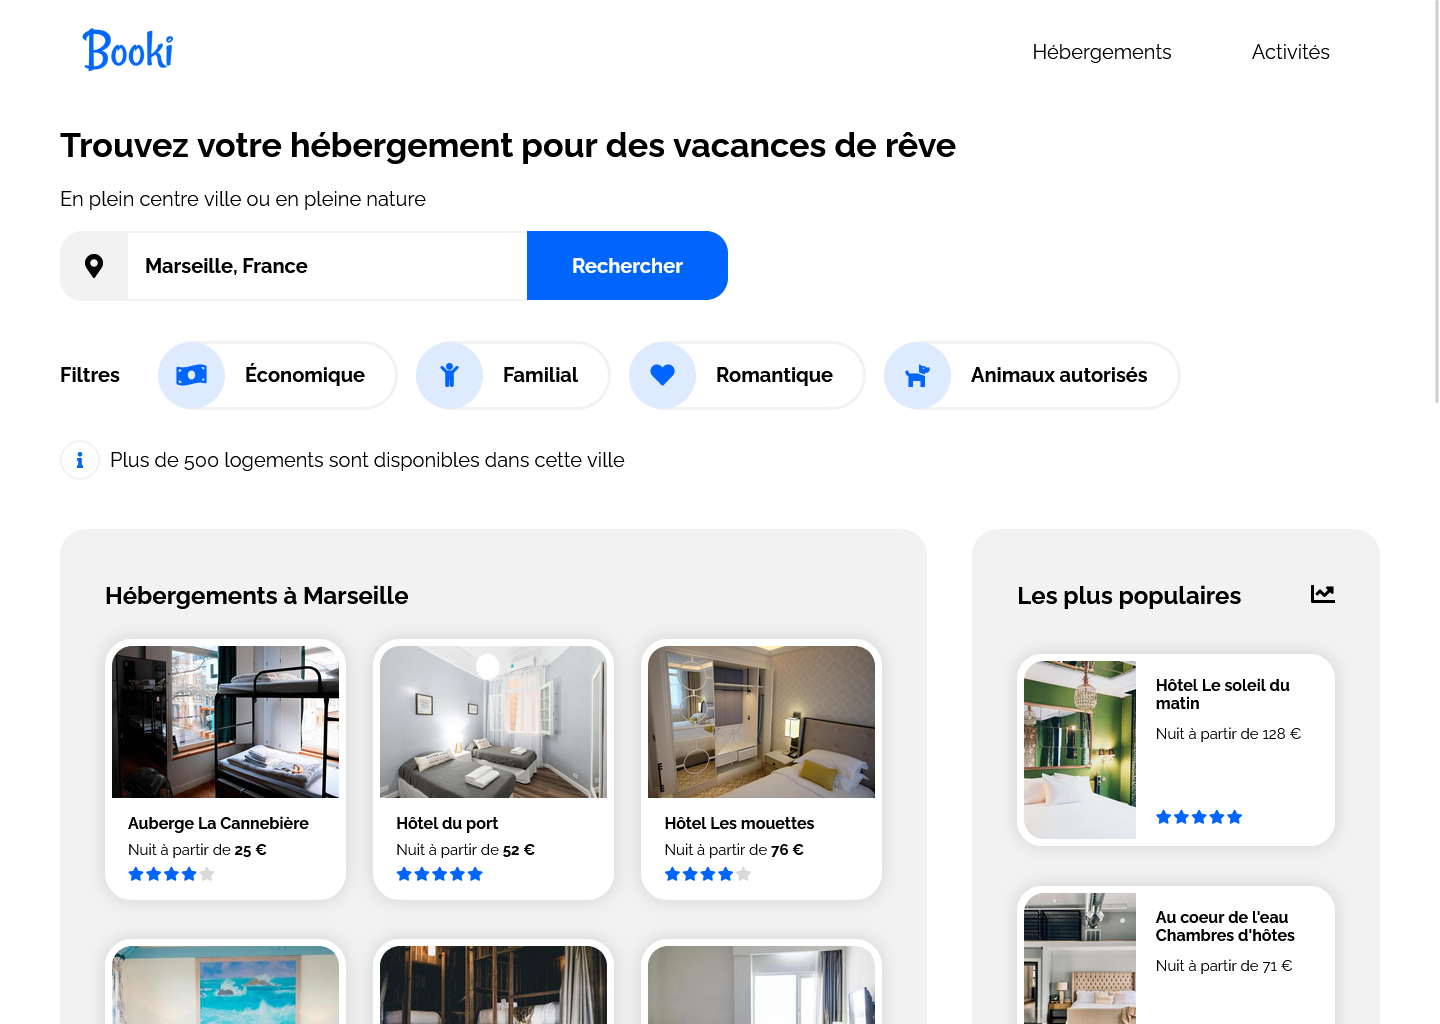 Booki
Hébergements
Activités
Trouvez votre hébergement pour des vacances de rêve
En plein centre ville ou en pleine nature
Marseille, France
Rechercher
Filtres
Économique
Familial
Romantique
Animaux autorisés
Plus de 500 logements sont disponibles dans cette ville
Hébergements à Marseille
Auberge La Cannebière
Nuit à partir de 25 €
Hôtel du port
Nuit à partir de 52 €
Hôtel Les mouettes
Nuit à partir de 76 €
Les plus populaires
Hôtel Le soleil du
matin
Nuit à partir de 128 €
Au coeur de l'eau
Chambres d'hôtes
Nuit à partir de 71 €